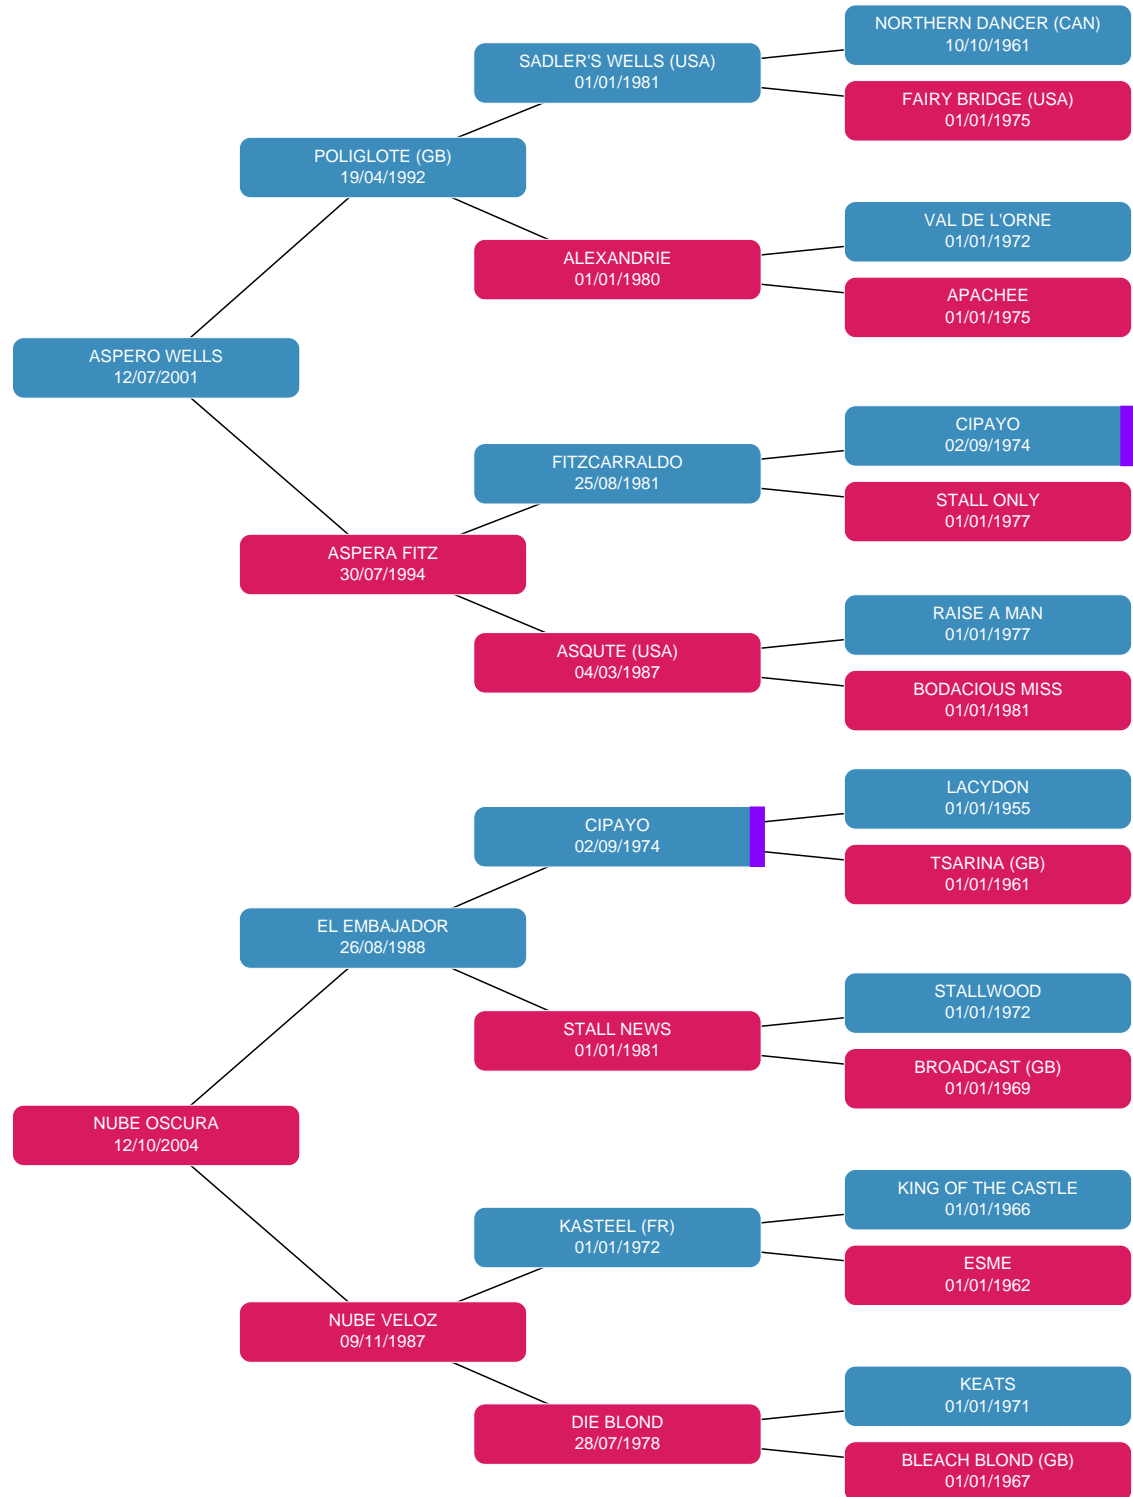 NORTHERN DANCER (CAN)
10/10/1961
SADLER'S WELLS (USA)
01/01/1981
FAIRY BRIDGE (USA)
01/01/1975
POLIGLOTE (GB)
19/04/1992
VAL DE L'ORNE
01/01/1972
ALEXANDRIE
01/01/1980
APACHEE
01/01/1975
ASPERO WELLS
12/07/2001
CIPAYO
02/09/1974
FITZCARRALDO
25/08/1981
STALL ONLY
01/01/1977
ASPERA FITZ
30/07/1994
RAISE A MAN
01/01/1977
ASQUTE (USA)
04/03/1987
BODACIOUS MISS
01/01/1981
LACYDON
01/01/1955
CIPAYO
02/09/1974
TSARINA (GB)
01/01/1961
EL EMBAJADOR
26/08/1988
STALLWOOD
01/01/1972
STALL NEWS
01/01/1981
BROADCAST (GB)
01/01/1969
NUBE OSCURA
12/10/2004
KING OF THE CASTLE
01/01/1966
KASTEEL (FR)
01/01/1972
ESME
01/01/1962
NUBE VELOZ
09/11/1987
KEATS
01/01/1971
DIE BLOND
28/07/1978
BLEACH BLOND (GB)
01/01/1967